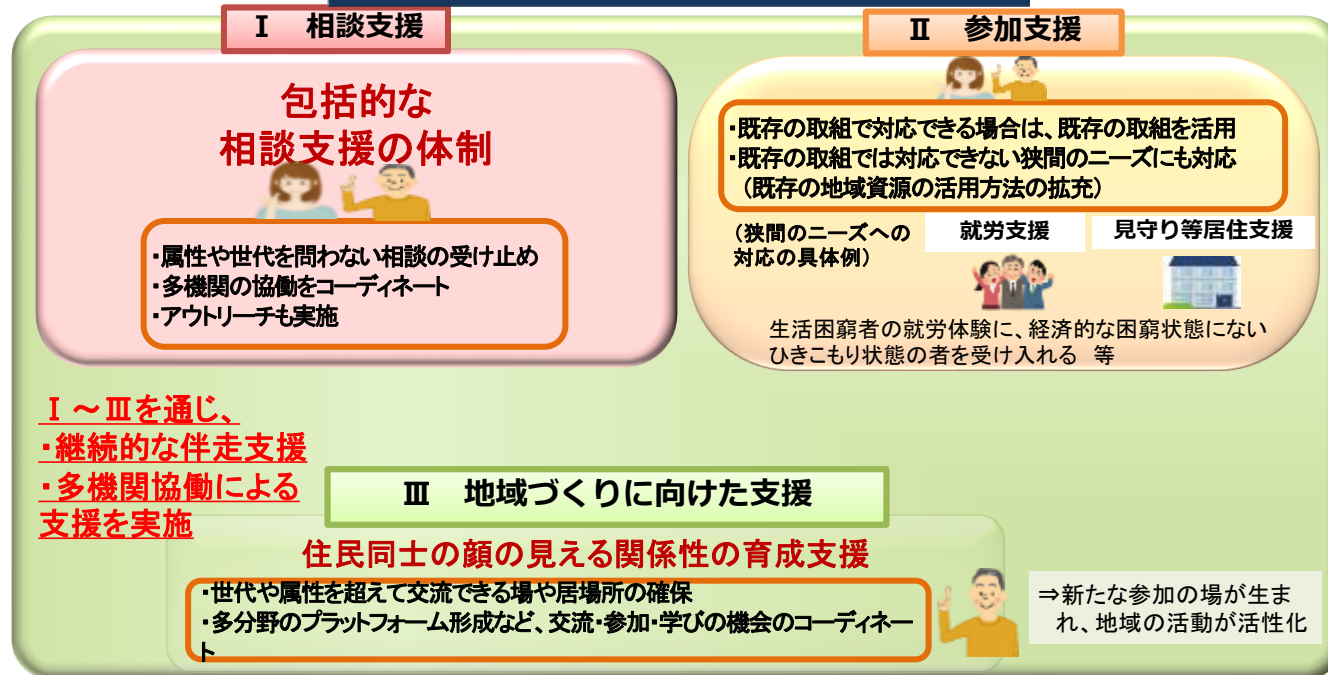 Ⅰ 相談支援
包括的な
相談支援の体制
・属性や世代を問わない相談の受け止め
・多機関の協働をコーディネート
・アウトリーチも実施
Ⅱ 参加支援
・既存の取組で対応できる場合は、既存の取組を活用
・既存の取組では対応できない狭間のニーズにも対応
（既存の地域資源の活用方法の拡充）
（狭間のニーズへの
対応の具体例）
就労支援
見守り等居住支援
生活困窮者の就労体験に、経済的な困窮状態にない
ひきこもり状態の者を受け入れる 等
Ⅰ～Ⅲを通じ、
・継続的な伴走支援
・多機関協働による
支援を実施
Ⅲ 地域づくりに向けた支援
住民同士の顔の見える関係性の育成支援
・世代や属性を超えて交流できる場や居場所の確保
・多分野のプラットフォーム形成など、交流・参加・学びの機会のコーディネー
ト
⇒新たな参加の場が生ま
れ、地域の活動が活性化